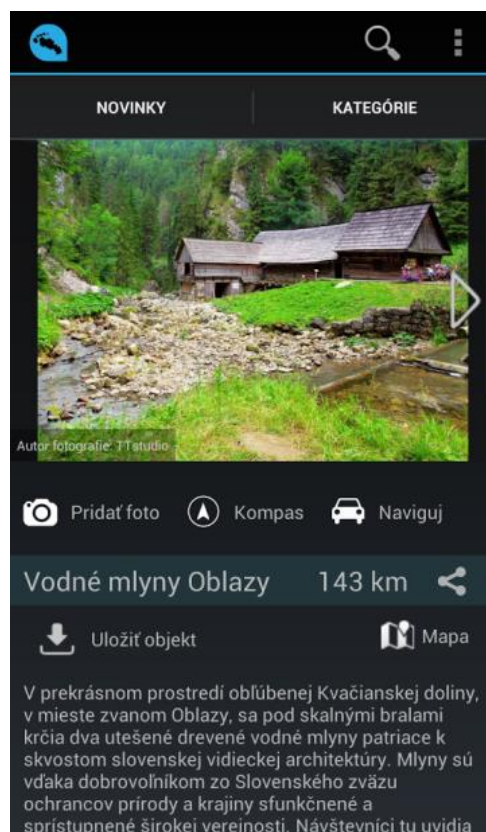 NOVINKY KATEGÓRIE
Autor fotografie: TTstudio
Pridať foto Kompas Naviguj
Vodné mlyny Oblazy 143 km
Uložiť objekt Mapa
V prekrásnom prostredí obľúbenej Kvačianskej doliny,
v mieste zvanom Oblazy, sa pod skalnými bralami
krčia dva utešené drevené vodné mlyny patriace k
skvostom slovenskej vidieckej architektúry. Mlyny sú
vďaka dobrovoľníkom zo Slovenského zväzu
ochrancov prírody a krajiny sfunkčnené a
sprístupnené širokej verejnosti. Návštevníci tu uvidia